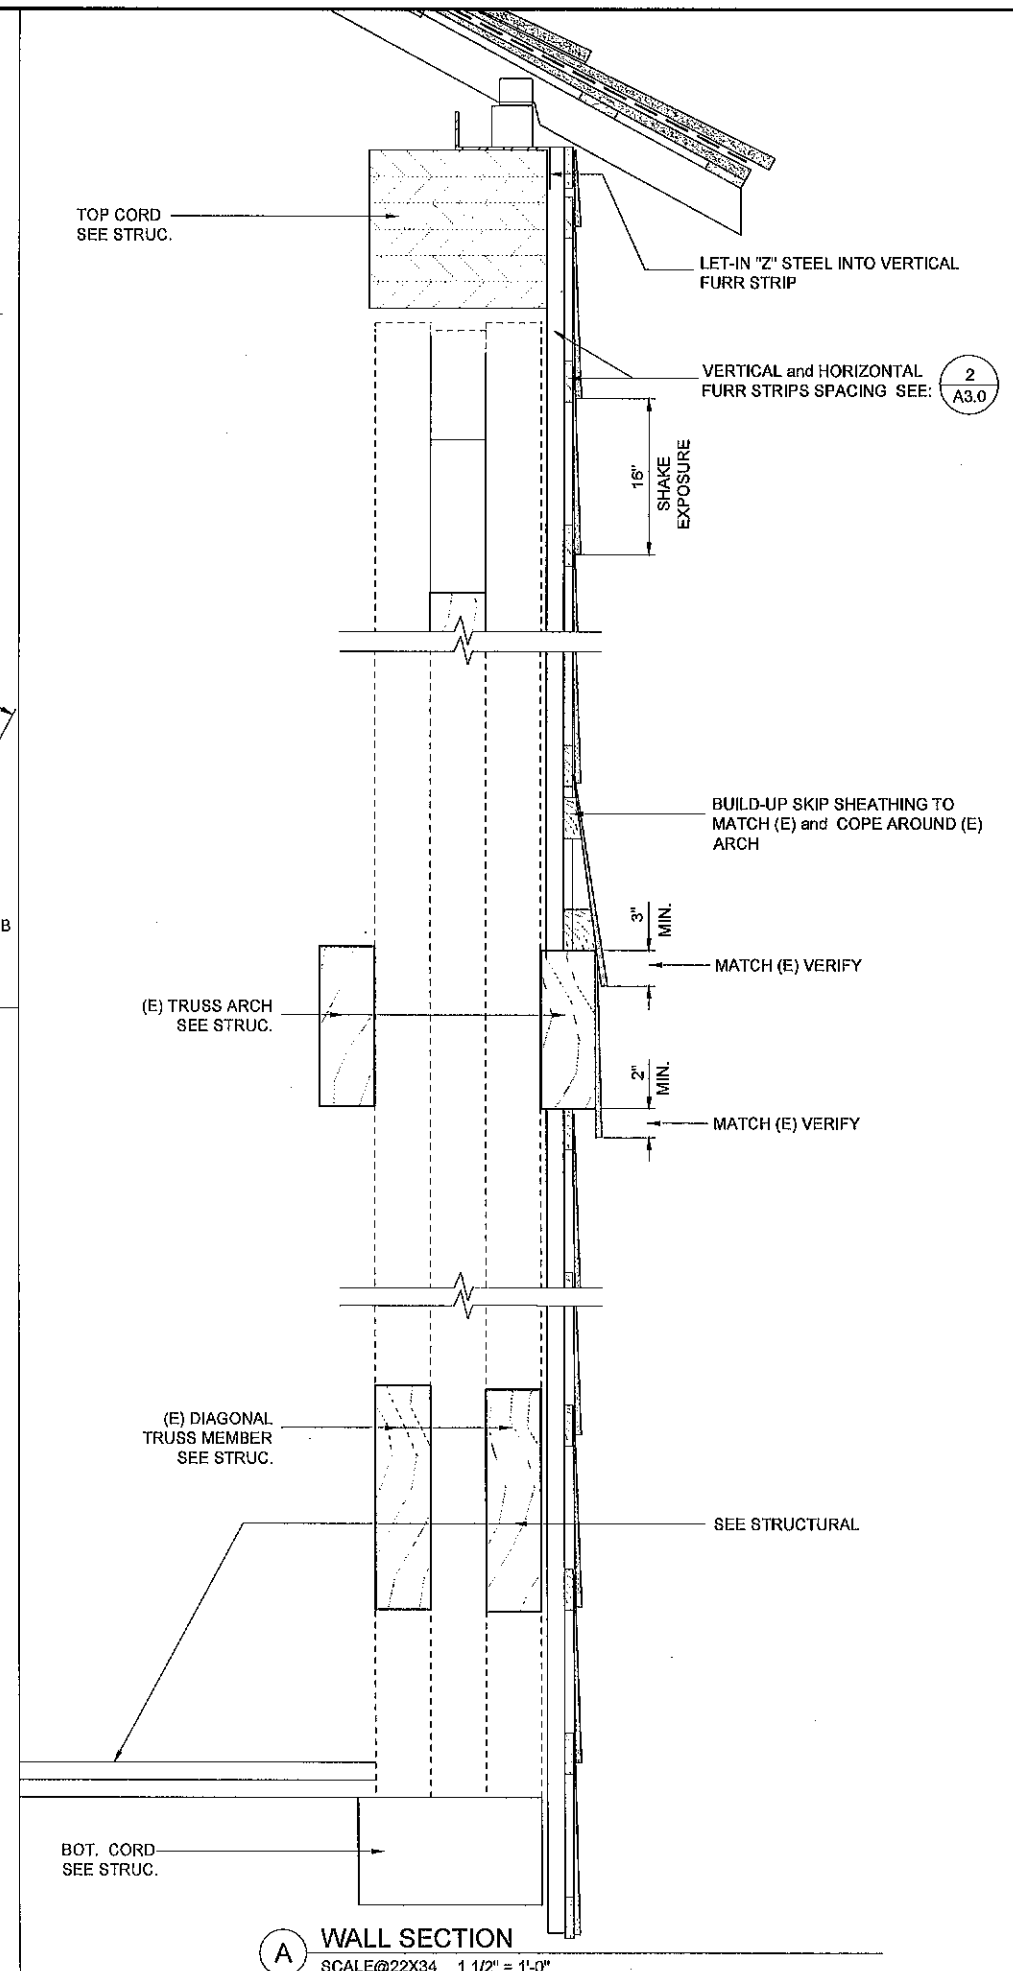 TOP CORD
SEE STRUC.
LET-IN "Z" STEEL INTO VERTICAL
FURR STRIP
VERTICAL and HORIZONTAL
FURR STRIPS SPACING SEE:
2
A3.0
16"
SHAKE
EXPOSURE
BUILD-UP SKIP SHEATHING TO
MATCH (E) and COPE AROUND (E)
ARCH
B
3"
MIN.
MATCH (E) VERIFY
(E) TRUSS ARCH
SEE STRUC.
2"
MIN.
MATCH (E) VERIFY
(E) DIAGONAL
TRUSS MEMBER
SEE STRUC.
SEE STRUCTURAL
BOT. CORD
SEE STRUC.
A
WALL SECTION
SCALE@22X34 1 1/2" = 1'-0"